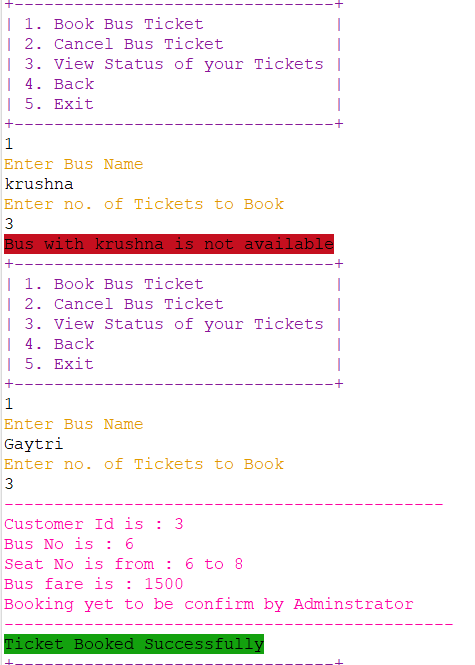 +--------------------------------+
| 1. Book Bus Ticket             |
| 2. Cancel Bus Ticket           |
| 3. View Status of your Tickets |
| 4. Back                        |
| 5. Exit                        |
+--------------------------------+
1
Enter Bus Name
krushna
Enter no. of Tickets to Book
3
Bus with krushna is not available
+--------------------------------+
| 1. Book Bus Ticket             |
| 2. Cancel Bus Ticket           |
| 3. View Status of your Tickets |
| 4. Back                        |
| 5. Exit                        |
+--------------------------------+
1
Enter Bus Name
Gaytri
Enter no. of Tickets to Book
3
--------------------------------------------
Customer Id is : 3
Bus No is : 6
Seat No is from : 6 to 8
Bus fare is : 1500
Booking yet to be confirm by Adminstrator
---------------------------------------------
Ticket Booked Successfully
+--------------------------------+